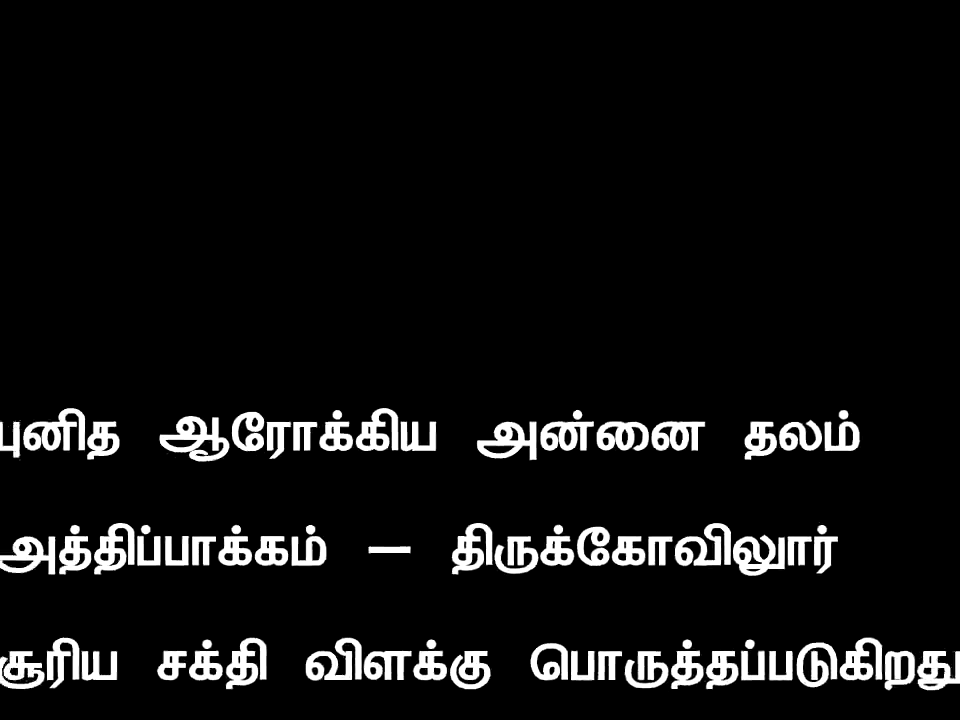 புனித ஆரோக்கிய அன்னை தலம்
அத்திப்பாக்கம் – திருக்கோவிலூர்
சூரிய சக்தி விளக்கு பொருத்தப்படுகிறது